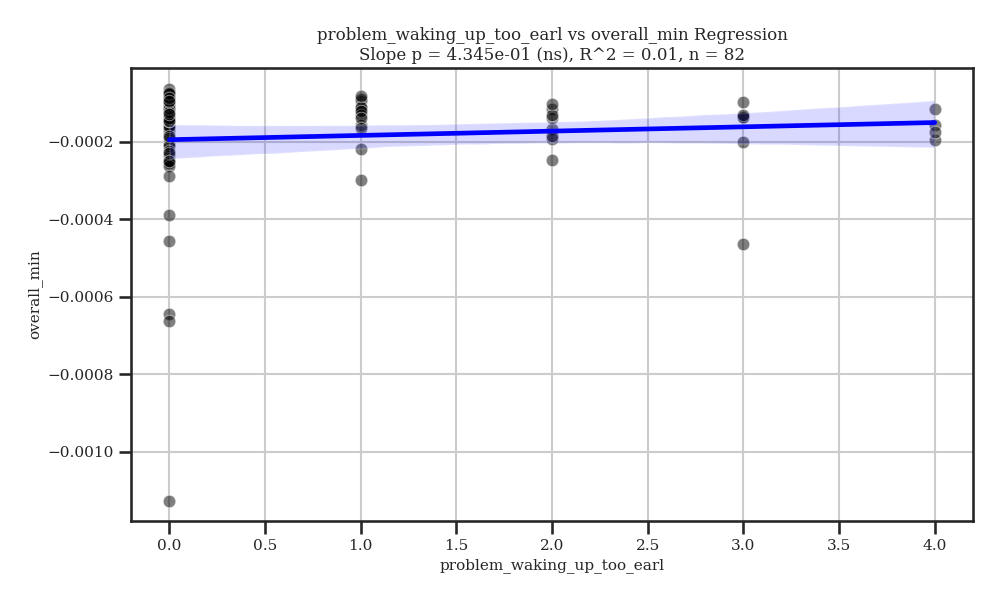 problem_waking_up_too_earl vs overall_min Regression
Slope p = 4.345e-01 (ns), R^2 = 0.01, n = 82
overall_min
−0.0002
−0.0004
−0.0006
−0.0008
−0.0010
0.0 0.5 1.0 1.5 2.0 2.5 3.0 3.5 4.0
problem_waking_up_too_earl